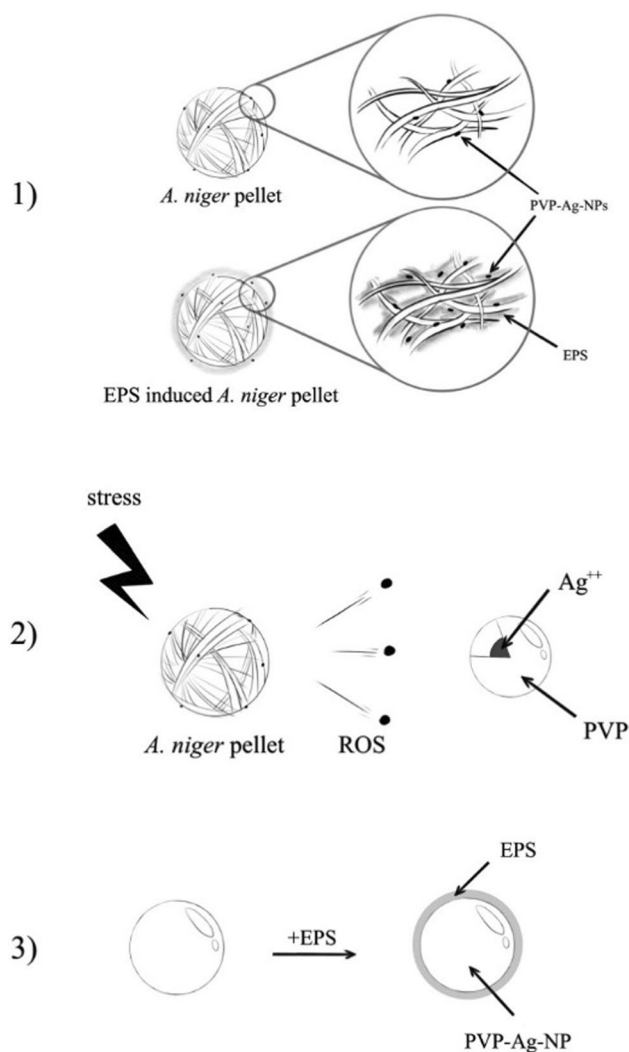 1)
A. niger pellet
PVP-Ag-NPs
EPS
EPS induced A. niger pellet
stress
2)
Ag++
PVP
A. niger pellet
ROS
EPS
3)
+EPS
PVP-Ag-NP